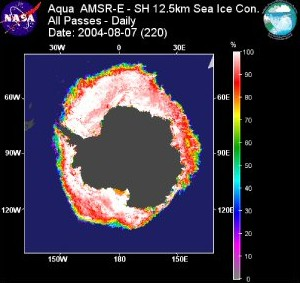 NASA
Aqua AMSR-E - SH 12.5km Sea Ice Con.
All Passes - Daily
Date: 2004-08-07 (220)
30W 0 30E
%
60W 60E
90W 90E
120W 120E
150W 180 150E
100
90
80
70
60
50
40
30
20
10
0